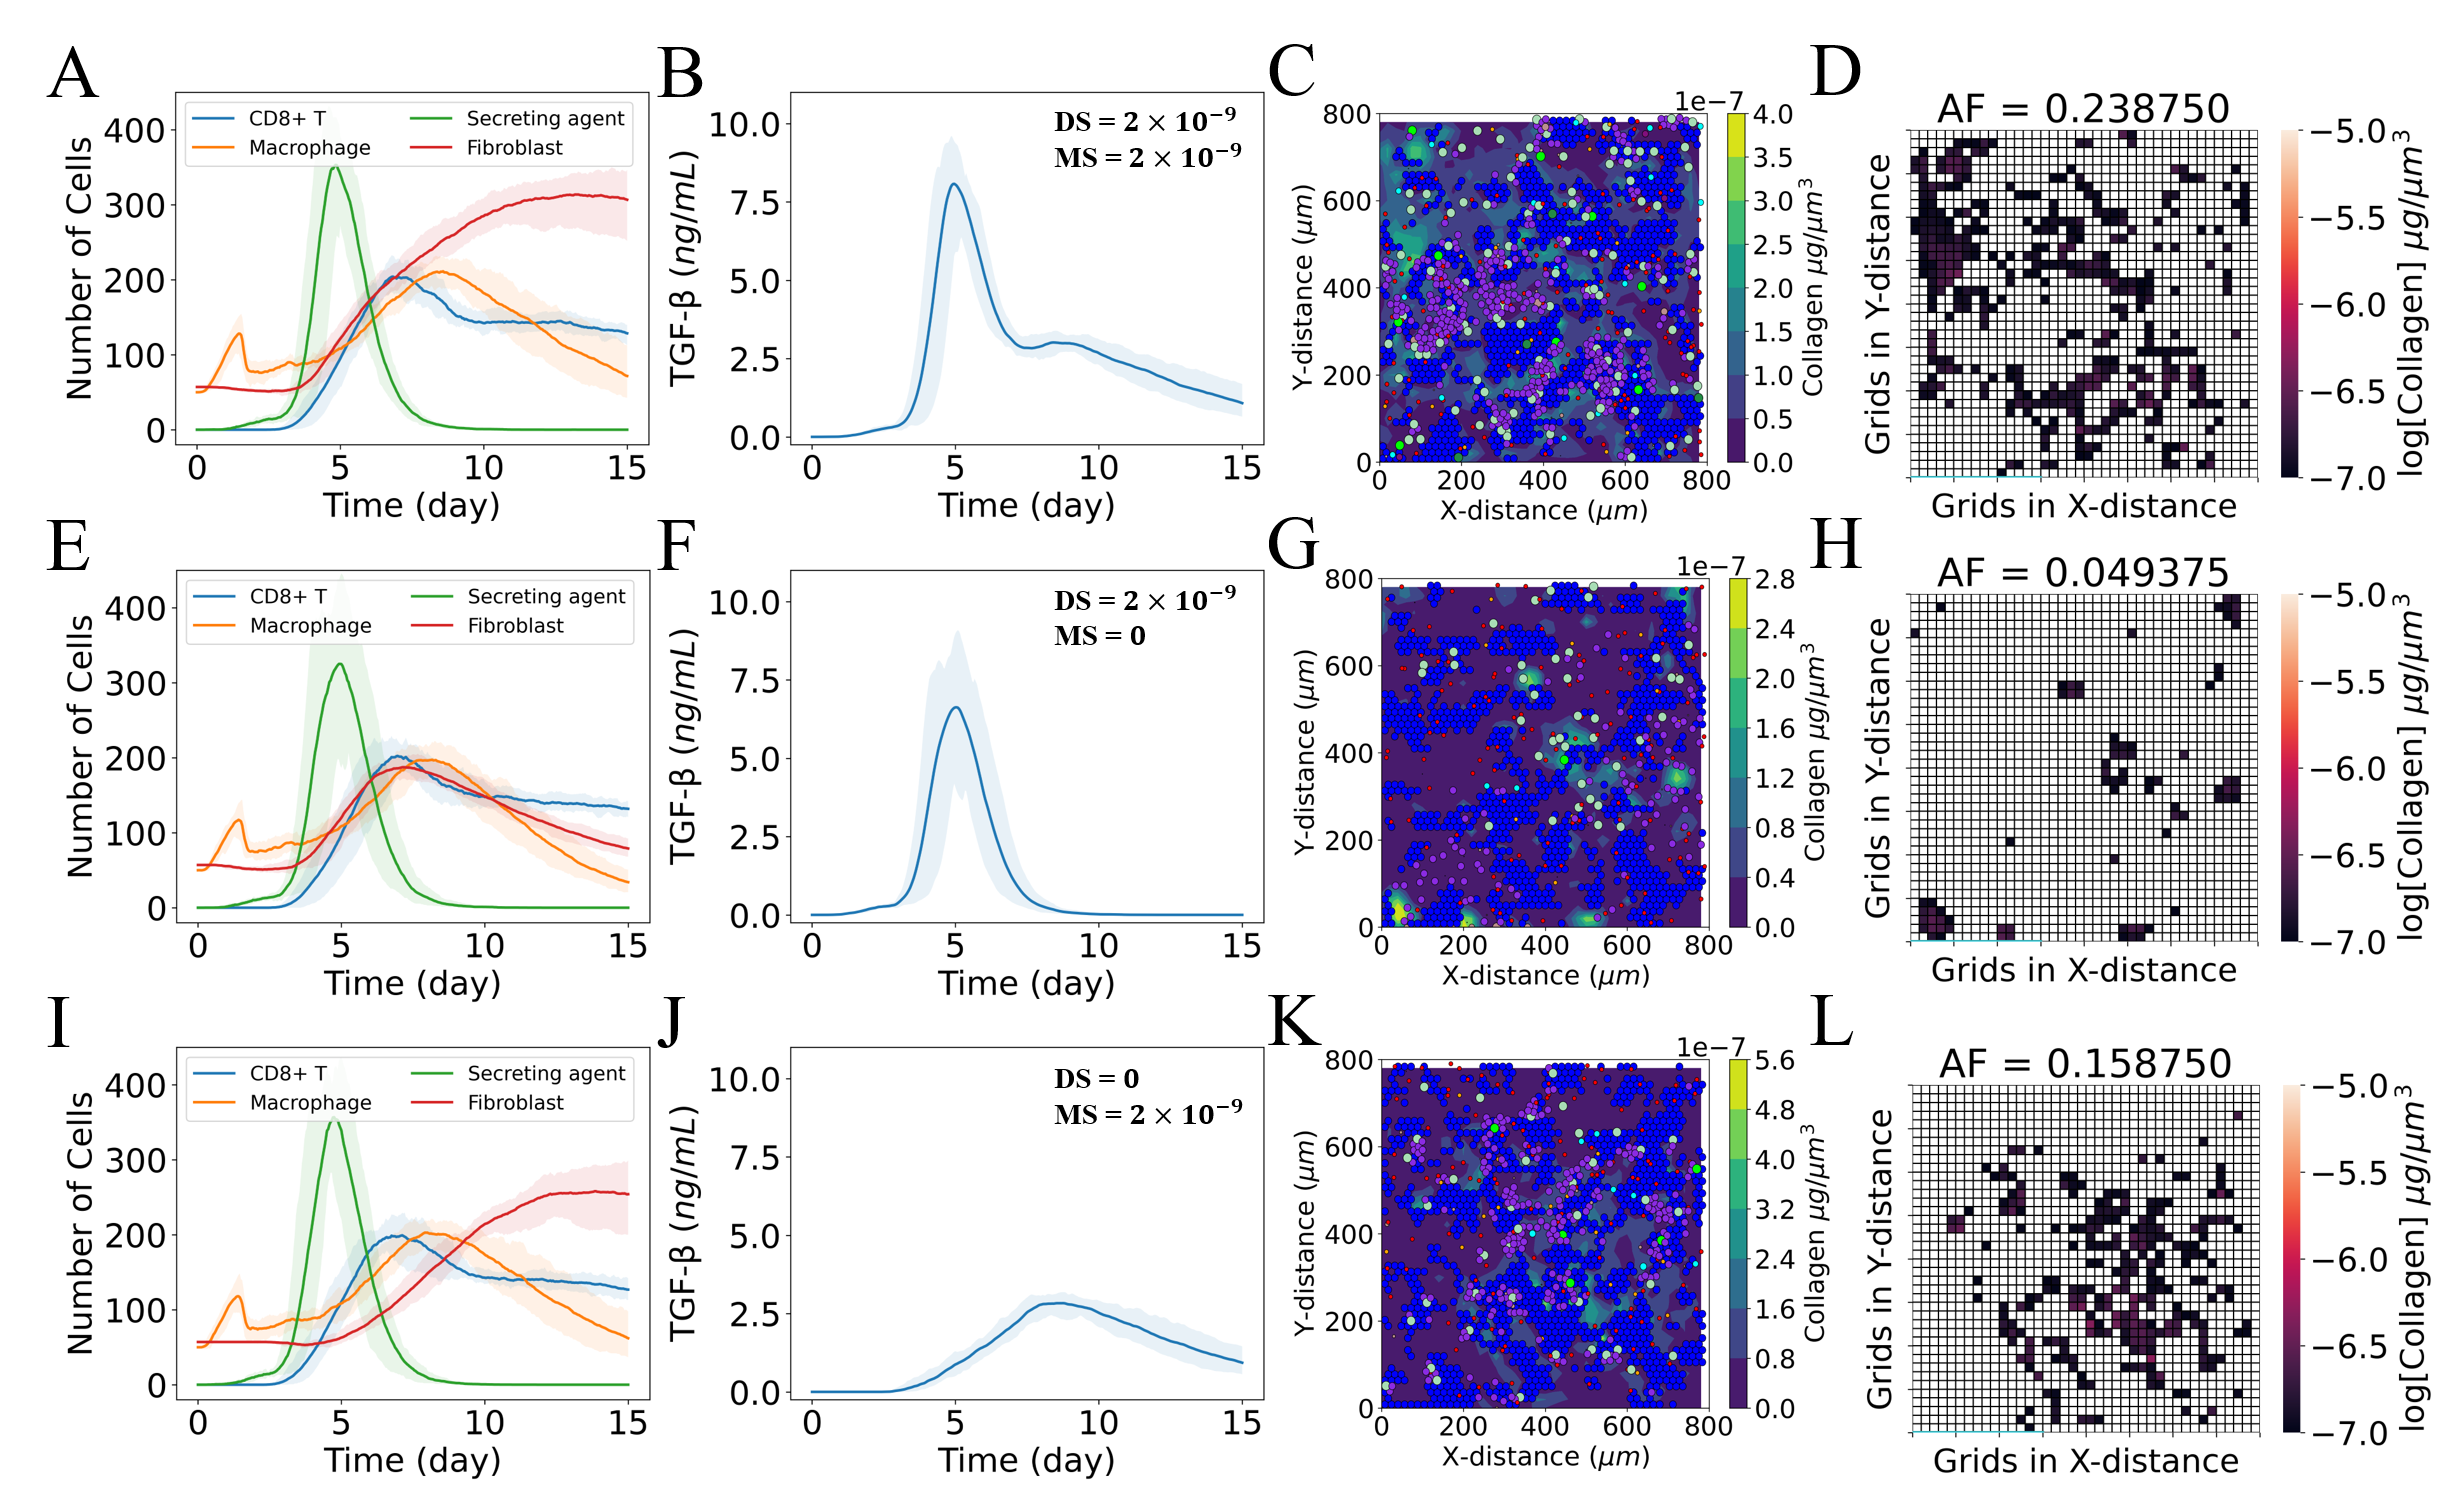 A
Number of Cells
400
300
200
100
0
CD8+ T
Macrophage
Secreting agent
Fibroblast
0 5 10 15
Time (day)
B
TGF-β (ng/mL)
10.0
7.5
5.0
2.5
0.0
DS = 2 × 10⁻⁹
MS = 2 × 10⁻⁹
0 5 10 15
Time (day)
C
Y-distance (μm)
800
600
400
200
0
0 200 400 600 800
X-distance (μm)
1e−7
4.0
3.5
3.0
2.5
2.0
1.5
1.0
0.5
0.0
Collagen μg/μm³
D
AF = 0.238750
Grids in Y-distance
Grids in X-distance
−5.0
−5.5
−6.0
−6.5
−7.0
log[Collagen] μg/μm³
E
Number of Cells
400
300
200
100
0
CD8+ T
Macrophage
Secreting agent
Fibroblast
0 5 10 15
Time (day)
F
TGF-β (ng/mL)
10.0
7.5
5.0
2.5
0.0
DS = 2 × 10⁻⁹
MS = 0
0 5 10 15
Time (day)
G
Y-distance (μm)
800
600
400
200
0
0 200 400 600 800
X-distance (μm)
1e−7
2.8
2.4
2.0
1.6
1.2
0.8
0.4
0.0
Collagen μg/μm³
H
AF = 0.049375
Grids in Y-distance
Grids in X-distance
−5.0
−5.5
−6.0
−6.5
−7.0
log[Collagen] μg/μm³
I
Number of Cells
400
300
200
100
0
CD8+ T
Macrophage
Secreting agent
Fibroblast
0 5 10 15
Time (day)
J
TGF-β (ng/mL)
10.0
7.5
5.0
2.5
0.0
DS = 0
MS = 2 × 10⁻⁹
0 5 10 15
Time (day)
K
Y-distance (μm)
800
600
400
200
0
0 200 400 600 800
X-distance (μm)
1e−7
5.6
4.8
4.0
3.2
2.4
1.6
0.8
0.0
Collagen μg/μm³
L
AF = 0.158750
Grids in Y-distance
Grids in X-distance
−5.0
−5.5
−6.0
−6.5
−7.0
log[Collagen] μg/μm³